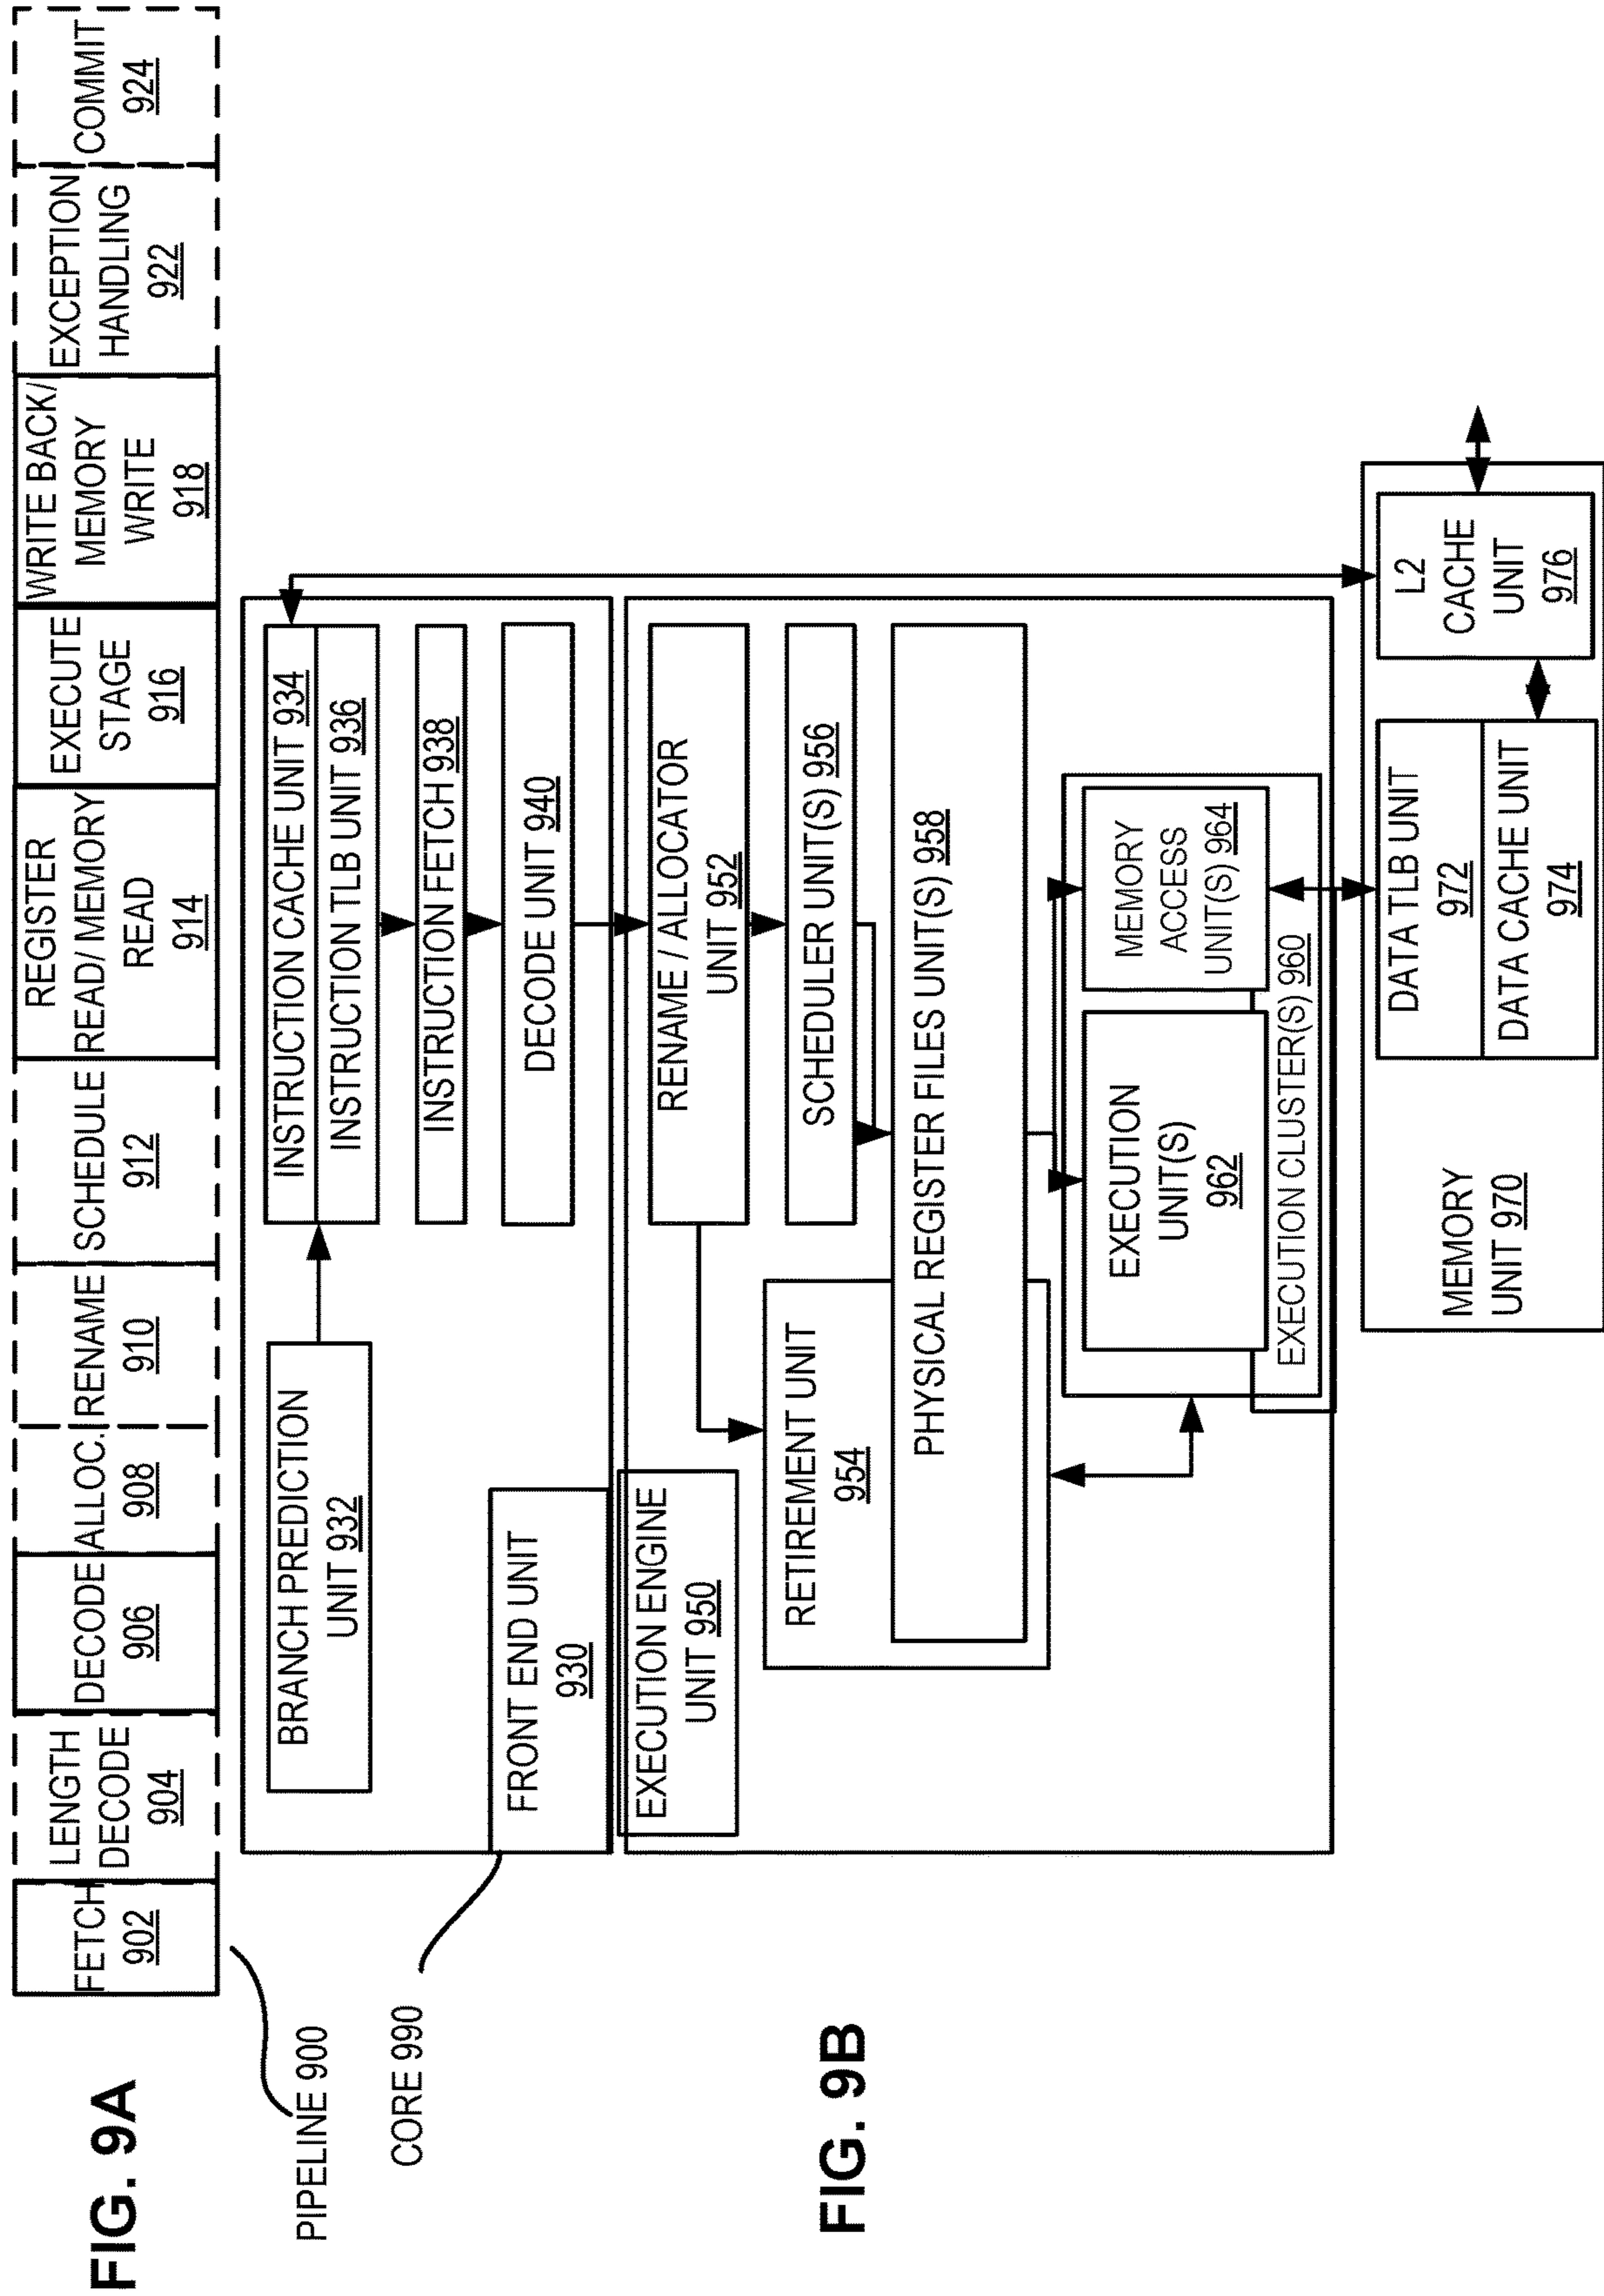 FIG. 9A
PIPELINE 900
FETCH
902
LENGTH
DECODE
904
DECODE
906
ALLOC.
908
RENAME
910
SCHEDULE
912
REGISTER
READ/ MEMORY
READ
914
EXECUTE
STAGE
916
WRITE BACK/
MEMORY
WRITE
918
EXCEPTION
HANDLING
922
COMMIT
924
FIG. 9B
CORE 990
FRONT END UNIT
930
BRANCH PREDICTION
UNIT 932
INSTRUCTION CACHE UNIT 934
INSTRUCTION TLB UNIT 936
INSTRUCTION FETCH 938
DECODE UNIT 940
EXECUTION ENGINE
UNIT 950
RENAME / ALLOCATOR
UNIT 952
RETIREMENT UNIT
954
SCHEDULER UNIT(S) 956
PHYSICAL REGISTER FILES UNIT(S) 958
EXECUTION
UNIT(S)
962
MEMORY
ACCESS
UNIT(S) 964
EXECUTION CLUSTER(S) 960
MEMORY
UNIT 970
DATA TLB UNIT
972
DATA CACHE UNIT
974
L2
CACHE
UNIT
976